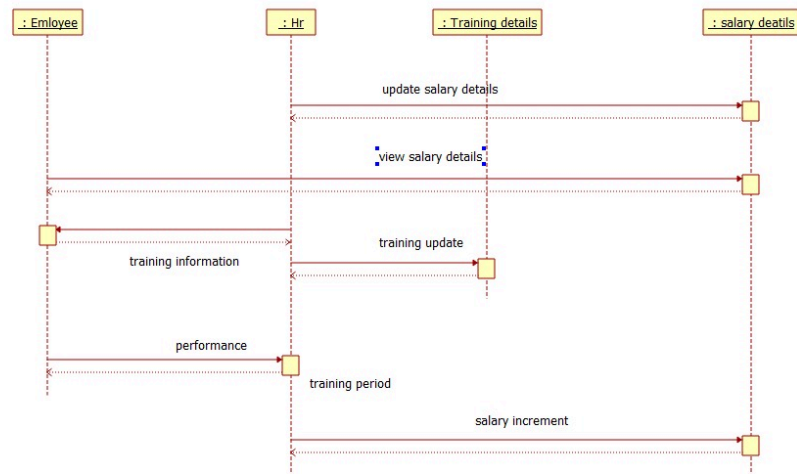 : Emloyee
: Hr
: Training details
: salary deatils
update salary details
view salary details
training update
training information
performance
training period
salary increment